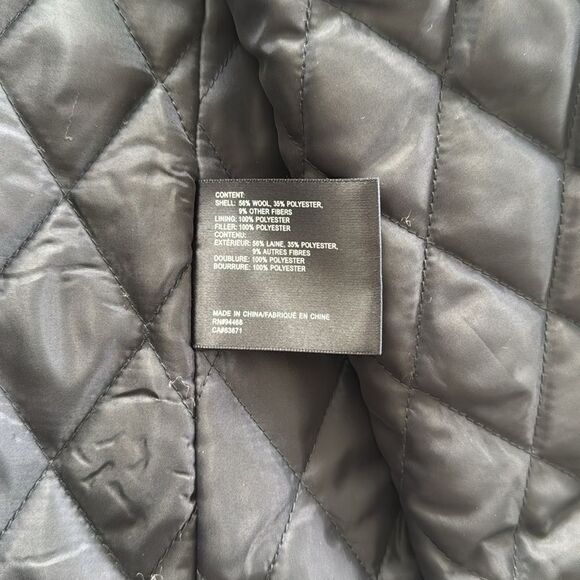 CONTENT:
SHELL: 56% WOOL, 35% POLYESTER,
9% OTHER FIBERS
LINING: 100% POLYESTER
FILLER: 100% POLYESTER
CONTENU:
EXTÉRIEUR: 56% LAINE, 35% POLYESTER,
9% AUTRES FIBRES
DOUBLURE: 100% POLYESTER
BOURRURE: 100% POLYESTER
MADE IN CHINA/FABRIQUÉ EN CHINE
RN#94468
CA#63671